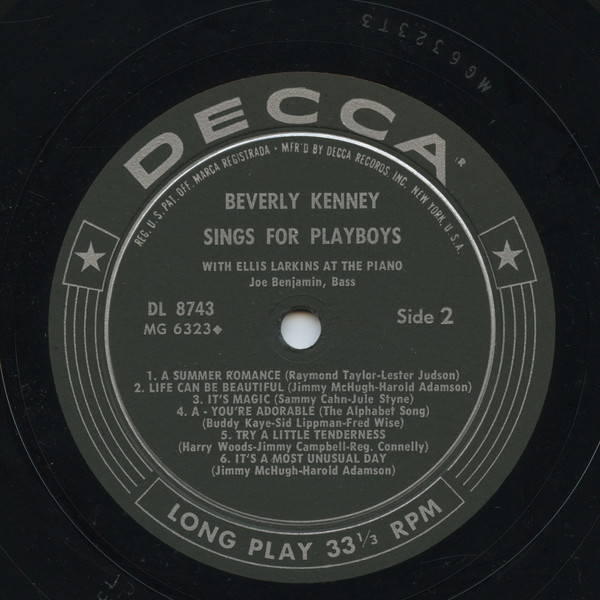 MG6323T3
DECCA
®
REG. U.S. PAT. OFF. MARCA REGISTRADA • MFR'D BY DECCA RECORDS, INC., NEW YORK, U.S.A.
BEVERLY KENNEY
SINGS FOR PLAYBOYS
WITH ELLIS LARKINS AT THE PIANO
Joe Benjamin, Bass
DL 8743
MG 6323◆
Side 2
1. A SUMMER ROMANCE (Raymond Taylor-Lester Judson)
2. LIFE CAN BE BEAUTIFUL (Jimmy McHugh-Harold Adamson)
3. IT'S MAGIC (Sammy Cahn-Jule Styne)
4. A - YOU'RE ADORABLE (The Alphabet Song)
(Buddy Kaye-Sid Lippman-Fred Wise)
5. TRY A LITTLE TENDERNESS
(Harry Woods-Jimmy Campbell-Reg. Connelly)
6. IT'S A MOST UNUSUAL DAY
(Jimmy McHugh-Harold Adamson)
LONG PLAY 33⅓ RPM